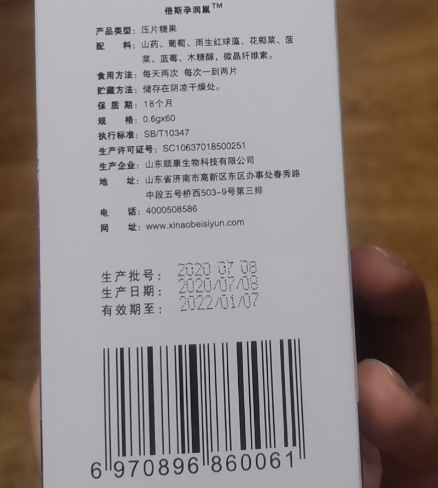 倍斯孕润巢™
产品类型：压片糖果
配 料：山药、葡萄、雨生红球藻、花椰菜、菠
菜、蓝莓、木糖醇，微晶纤维素。
食用方法：每天两次 每次一到两片
贮藏方法：储存在阴凉干燥处。
保 质 期：18个月
规 格：0.6gx60
执行标准：SB/T10347
生产许可证号：SC10637018500251
生产企业：山东顺康生物科技有限公司
地 址：山东省济南市高新区东区办事处春秀路
中段五号桥西503-9号第三排
电 话：4000508586
网 址：www.xinaobeisiyun.com
生产批号：2020 07 08
生产日期：2020/07/08
有效期至：2022/01/07
6 970896 860061